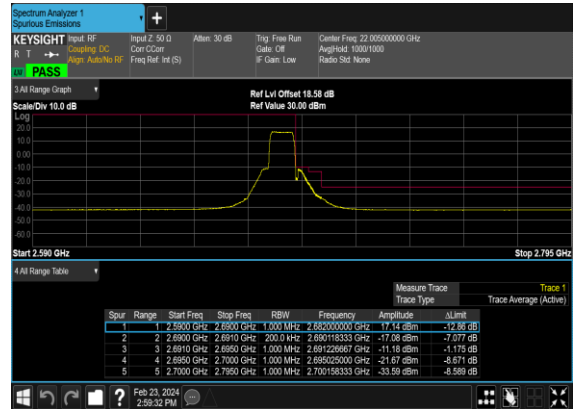 Spectrum Analyzer 1
Spurious Emissions
+
KEYSIGHT Input: RF Input Z: 50 Ω Atten: 30 dB Trig: Free Run Center Freq: 22.005000000 GHz
R T Coupling: DC Corr CCorr Gate: Off Avg|Hold: 1000/1000
Align: Auto/No RF Freq Ref: Int (S) IF Gain: Low Radio Std: None
LW PASS
3 All Range Graph
Ref Lvl Offset 18.58 dB
Scale/Div 10.0 dB Ref Value 30.00 dBm
Log
20.0
10.0
0.00
-10.0
-20.0
-30.0
-40.0
-50.0
-60.0
Start 2.590 GHz Stop 2.795 GHz
4 All Range Table
Measure Trace Trace 1
Trace Type Trace Average (Active)
Spur Range Start Freq Stop Freq RBW Frequency Amplitude ΔLimit
1 1 2.5900 GHz 2.6900 GHz 1.000 MHz 2.682000000 GHz 17.14 dBm -12.86 dB
2 2 2.6900 GHz 2.6910 GHz 200.0 kHz 2.690118333 GHz -17.08 dBm -7.077 dB
3 3 2.6910 GHz 2.6950 GHz 1.000 MHz 2.691226667 GHz -11.18 dBm -1.175 dB
4 4 2.6950 GHz 2.7000 GHz 1.000 MHz 2.695025000 GHz -21.67 dBm -8.671 dB
5 5 2.7000 GHz 2.7950 GHz 1.000 MHz 2.700158333 GHz -33.59 dBm -8.589 dB
? Feb 23, 2024
2:59:32 PM